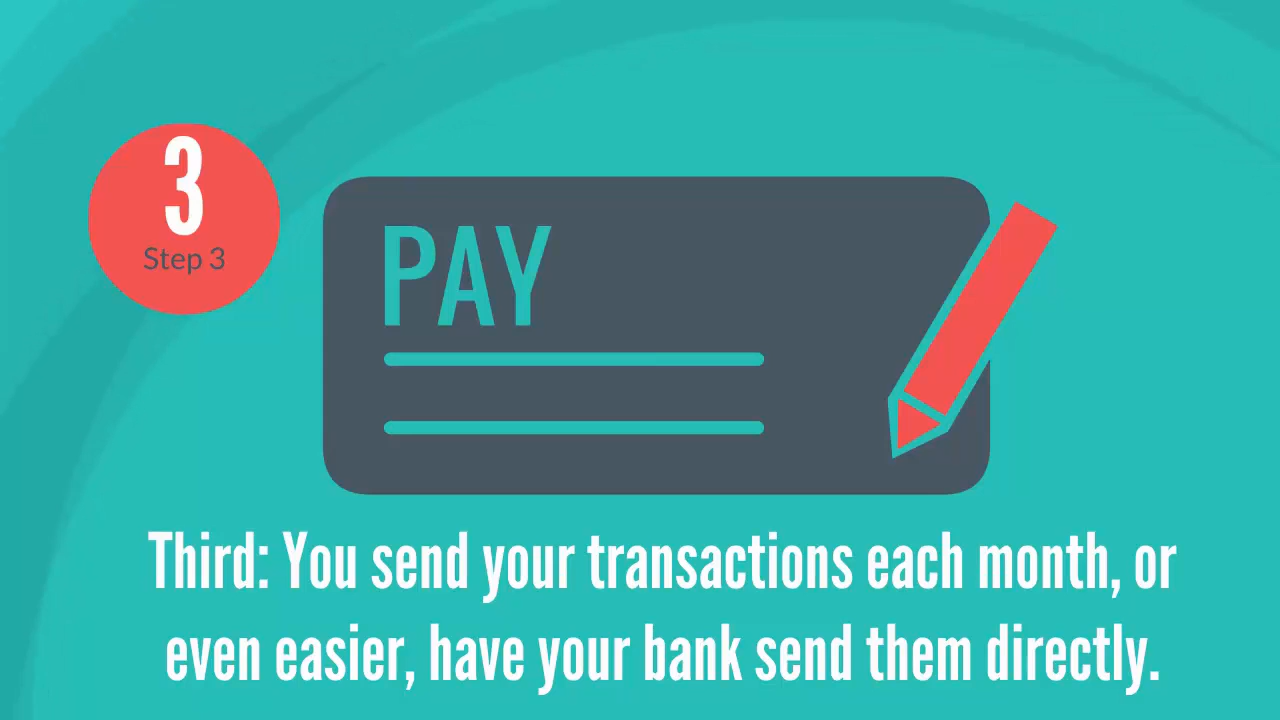 3
Step 3
PAY
Third: You send your transactions each month, or
even easier, have your bank send them directly.